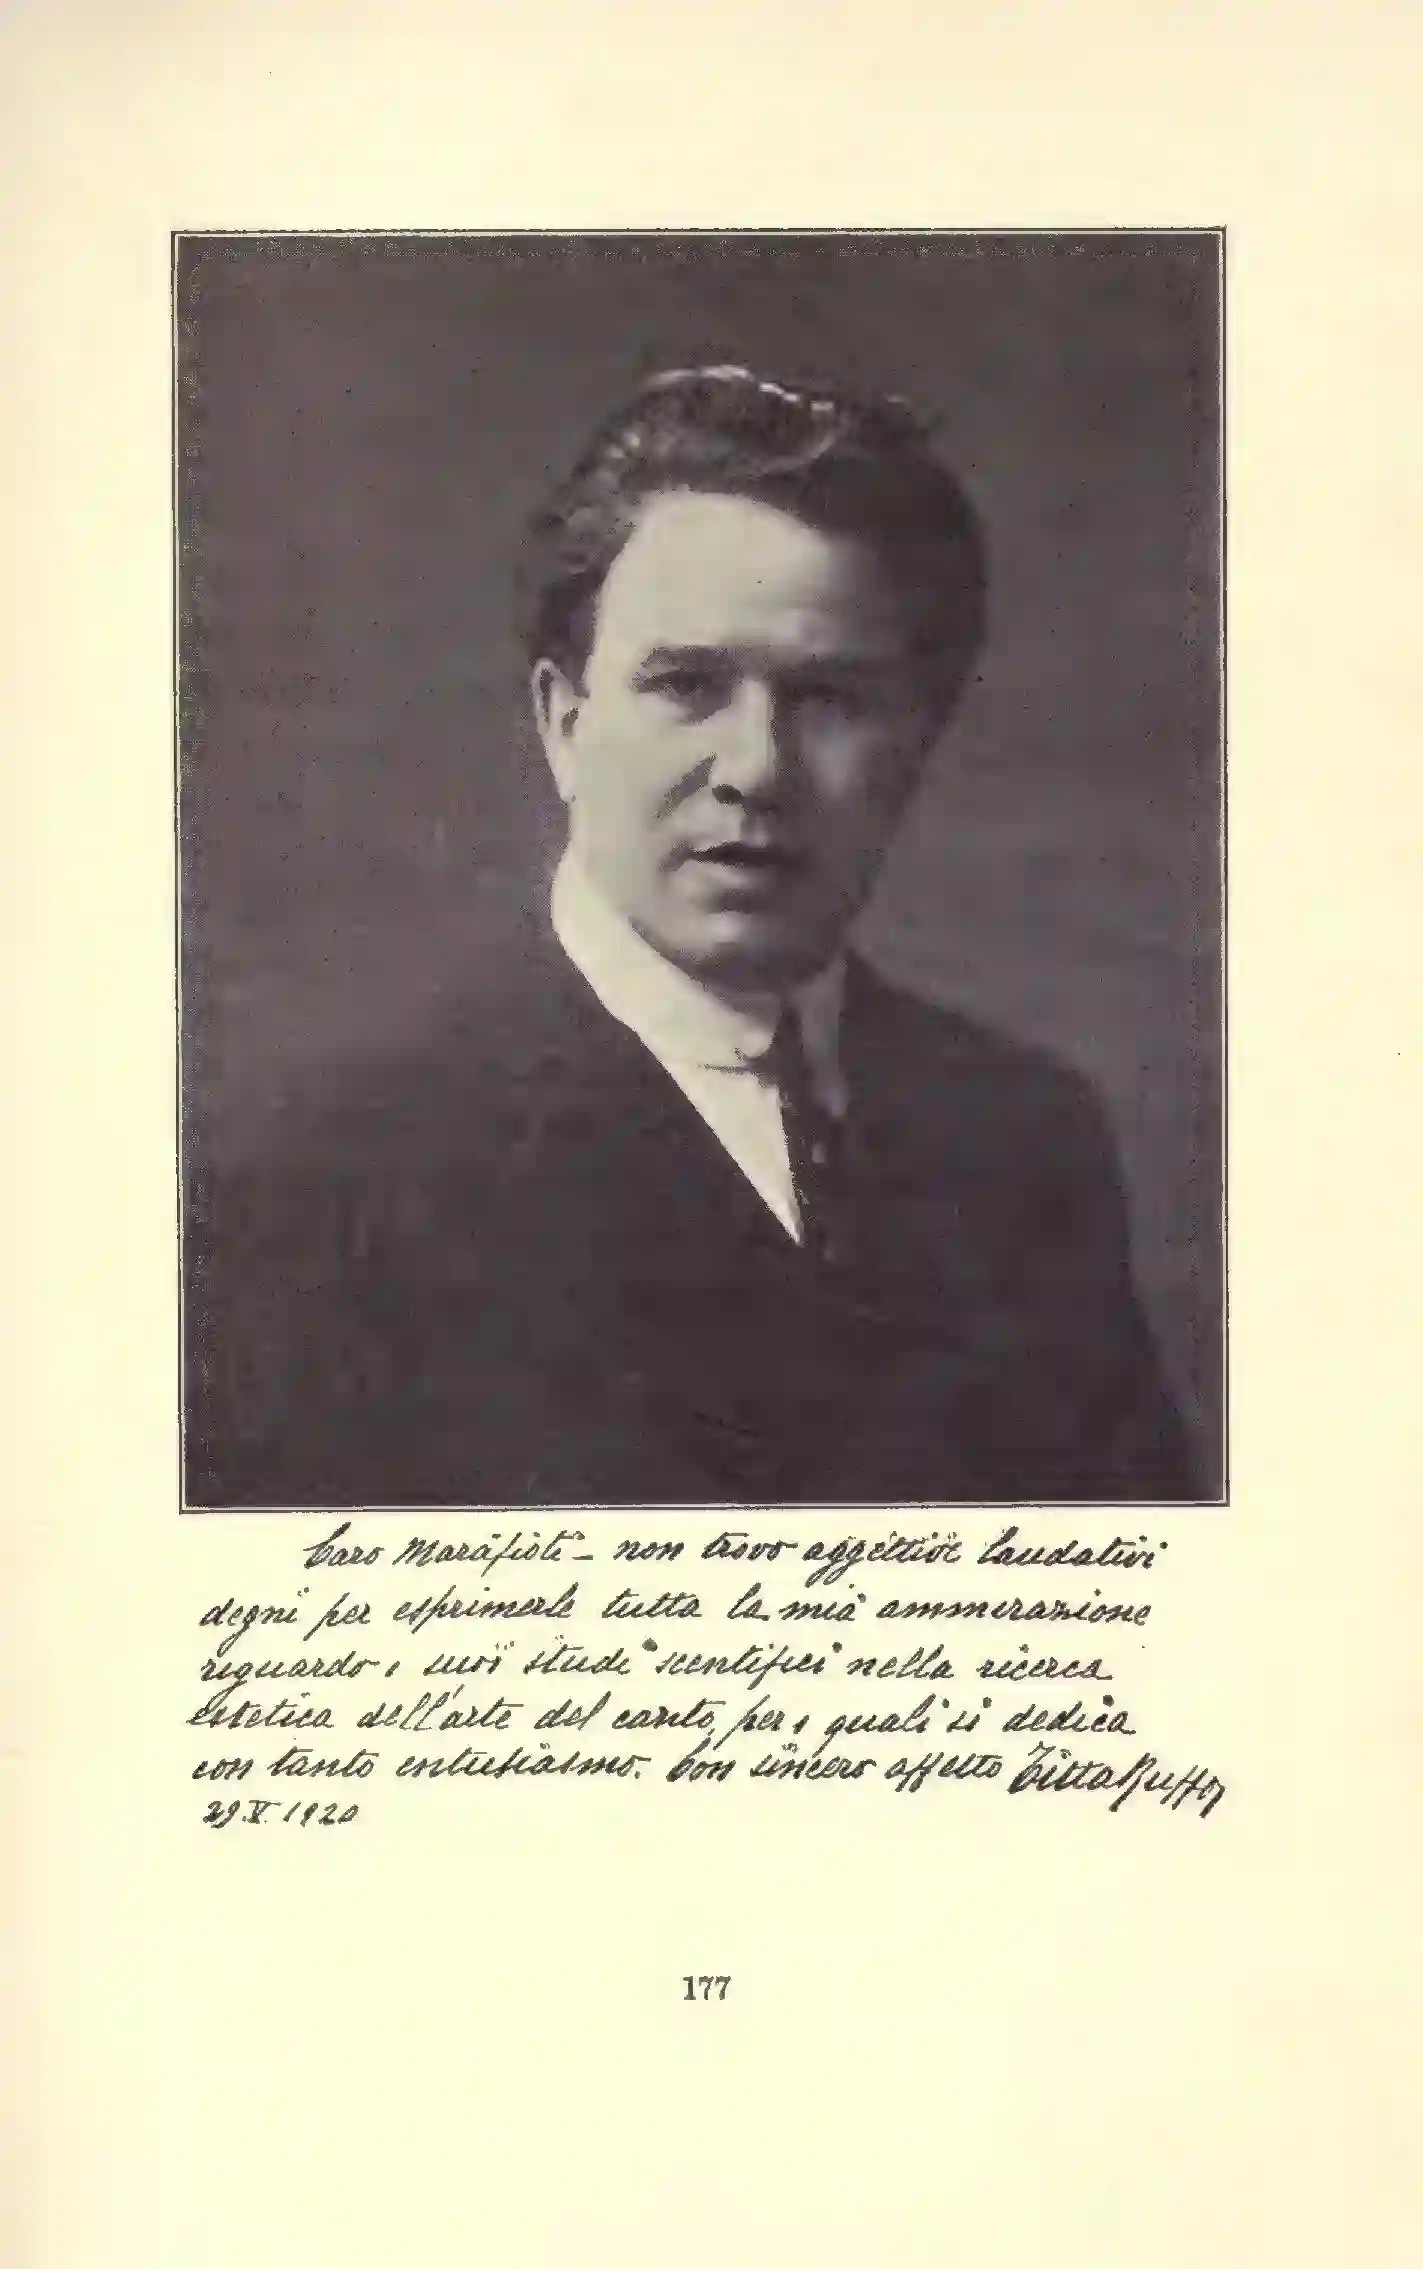 Caro Marafioti - non trovo aggettivi laudativi
degni per esprimerle tutta la mia ammirazione
riguardo i suoi studi scentifici nella ricerca
estetica dell'arte del canto, per i quali si dedica
con tanto entusiasmo. Con sincero affetto Titta Ruffo
29.V.1920
177